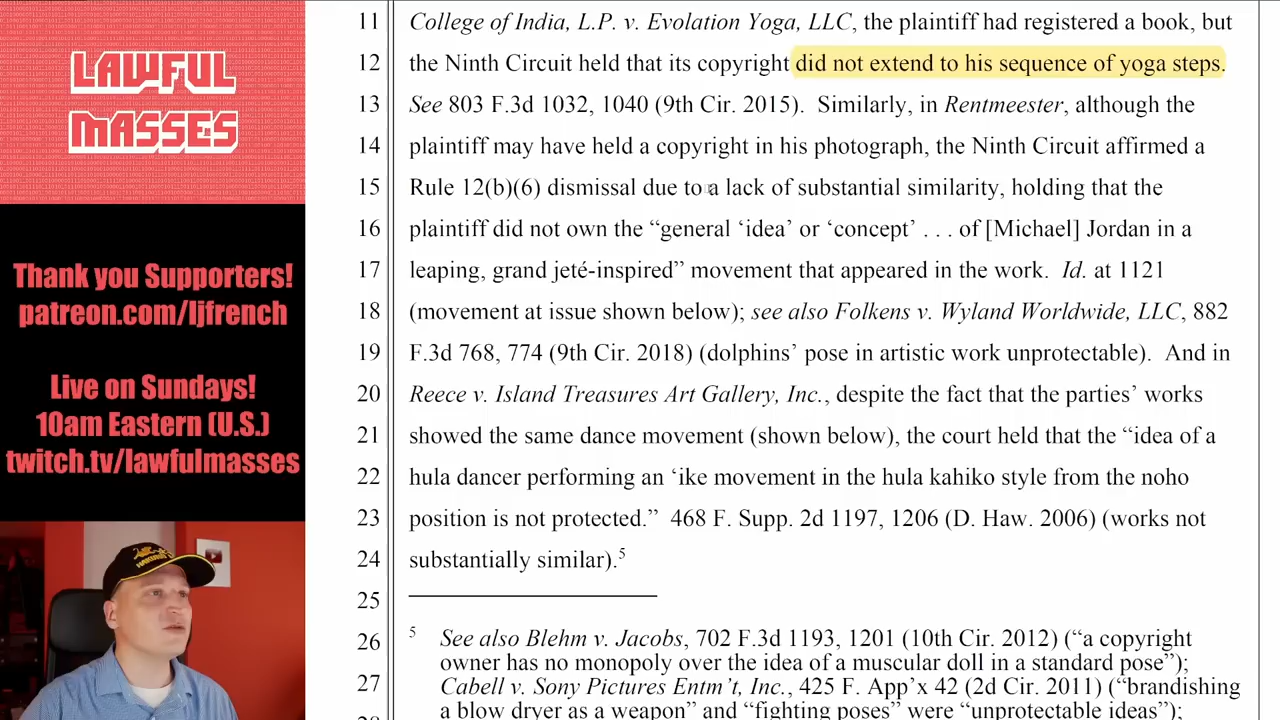 LAWFUL
MASSES
Thank you Supporters!
patreon.com/ljfrench
Live on Sundays!
10am Eastern (U.S.)
twitch.tv/lawfulmasses
11 College of India, L.P. v. Evolation Yoga, LLC, the plaintiff had registered a book, but
12 the Ninth Circuit held that its copyright did not extend to his sequence of yoga steps.
13 See 803 F.3d 1032, 1040 (9th Cir. 2015). Similarly, in Rentmeester, although the
14 plaintiff may have held a copyright in his photograph, the Ninth Circuit affirmed a
15 Rule 12(b)(6) dismissal due to a lack of substantial similarity, holding that the
16 plaintiff did not own the “general ‘idea’ or ‘concept’ . . . of [Michael] Jordan in a
17 leaping, grand jeté-inspired” movement that appeared in the work. Id. at 1121
18 (movement at issue shown below); see also Folkens v. Wyland Worldwide, LLC, 882
19 F.3d 768, 774 (9th Cir. 2018) (dolphins’ pose in artistic work unprotectable). And in
20 Reece v. Island Treasures Art Gallery, Inc., despite the fact that the parties’ works
21 showed the same dance movement (shown below), the court held that the “idea of a
22 hula dancer performing an ‘ike movement in the hula kahiko style from the noho
23 position is not protected.” 468 F. Supp. 2d 1197, 1206 (D. Haw. 2006) (works not
24 substantially similar).5
25
26 5 See also Blehm v. Jacobs, 702 F.3d 1193, 1201 (10th Cir. 2012) (“a copyright
owner has no monopoly over the idea of a muscular doll in a standard pose”);
27 Cabell v. Sony Pictures Entm’t, Inc., 425 F. App’x 42 (2d Cir. 2011) (“brandishing
a blow dryer as a weapon” and “fighting poses” were “unprotectable ideas”);